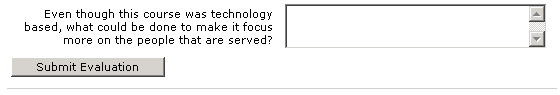 Even though this course was technology
based, what could be done to make it focus
more on the people that are served?
Submit Evaluation